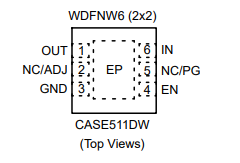 WDFNW6 (2x2)
OUT 1 6 IN
NC/ADJ 2 EP 5 NC/PG
GND 3 4 EN
CASE511DW
(Top Views)